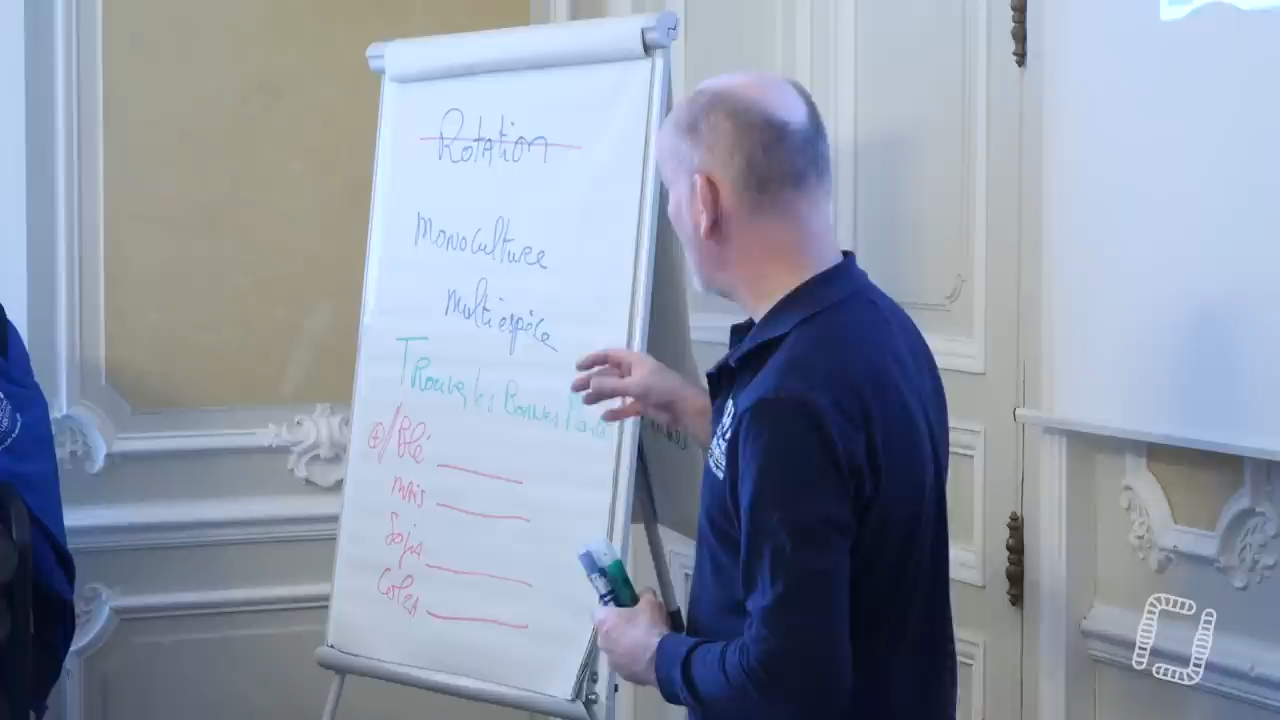 Rotation
Monoculture
Multi espèce
Trouver les Bonnes
⊕/ Blé
Maïs
Soja
Colza